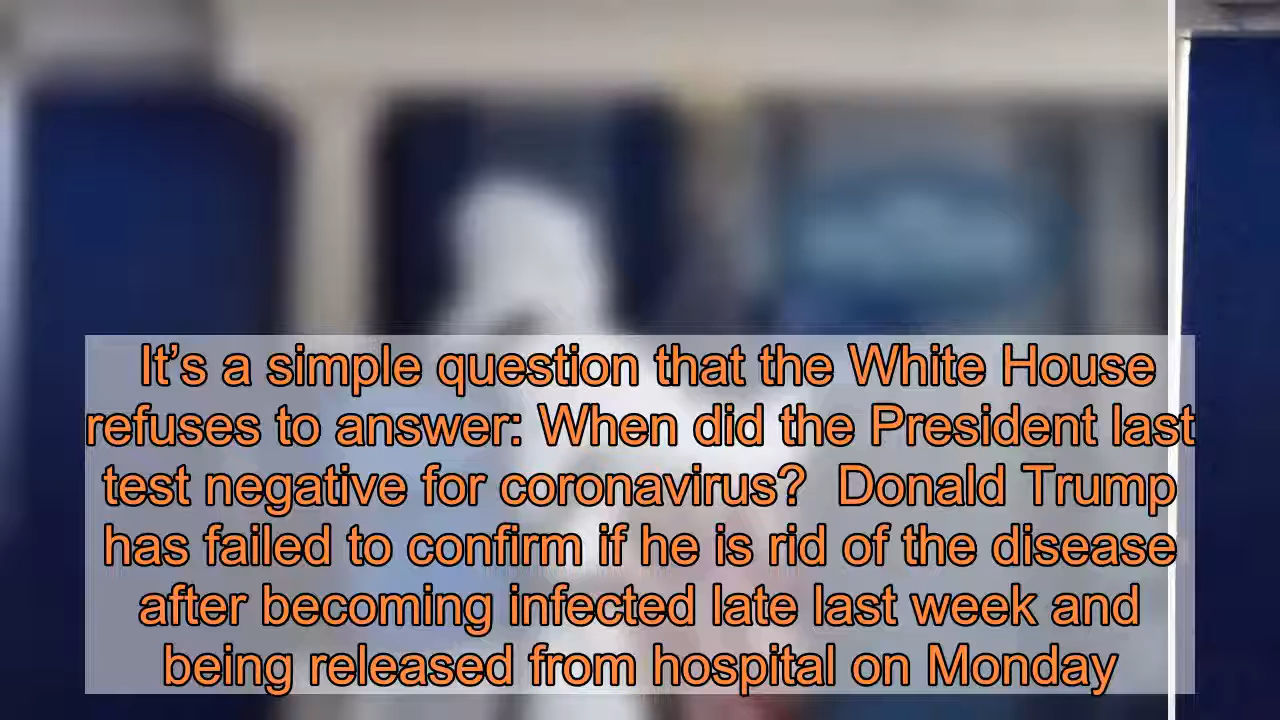 It’s a simple question that the White House
refuses to answer: When did the President last
test negative for coronavirus?  Donald Trump
has failed to confirm if he is rid of the disease
after becoming infected late last week and
being released from hospital on Monday